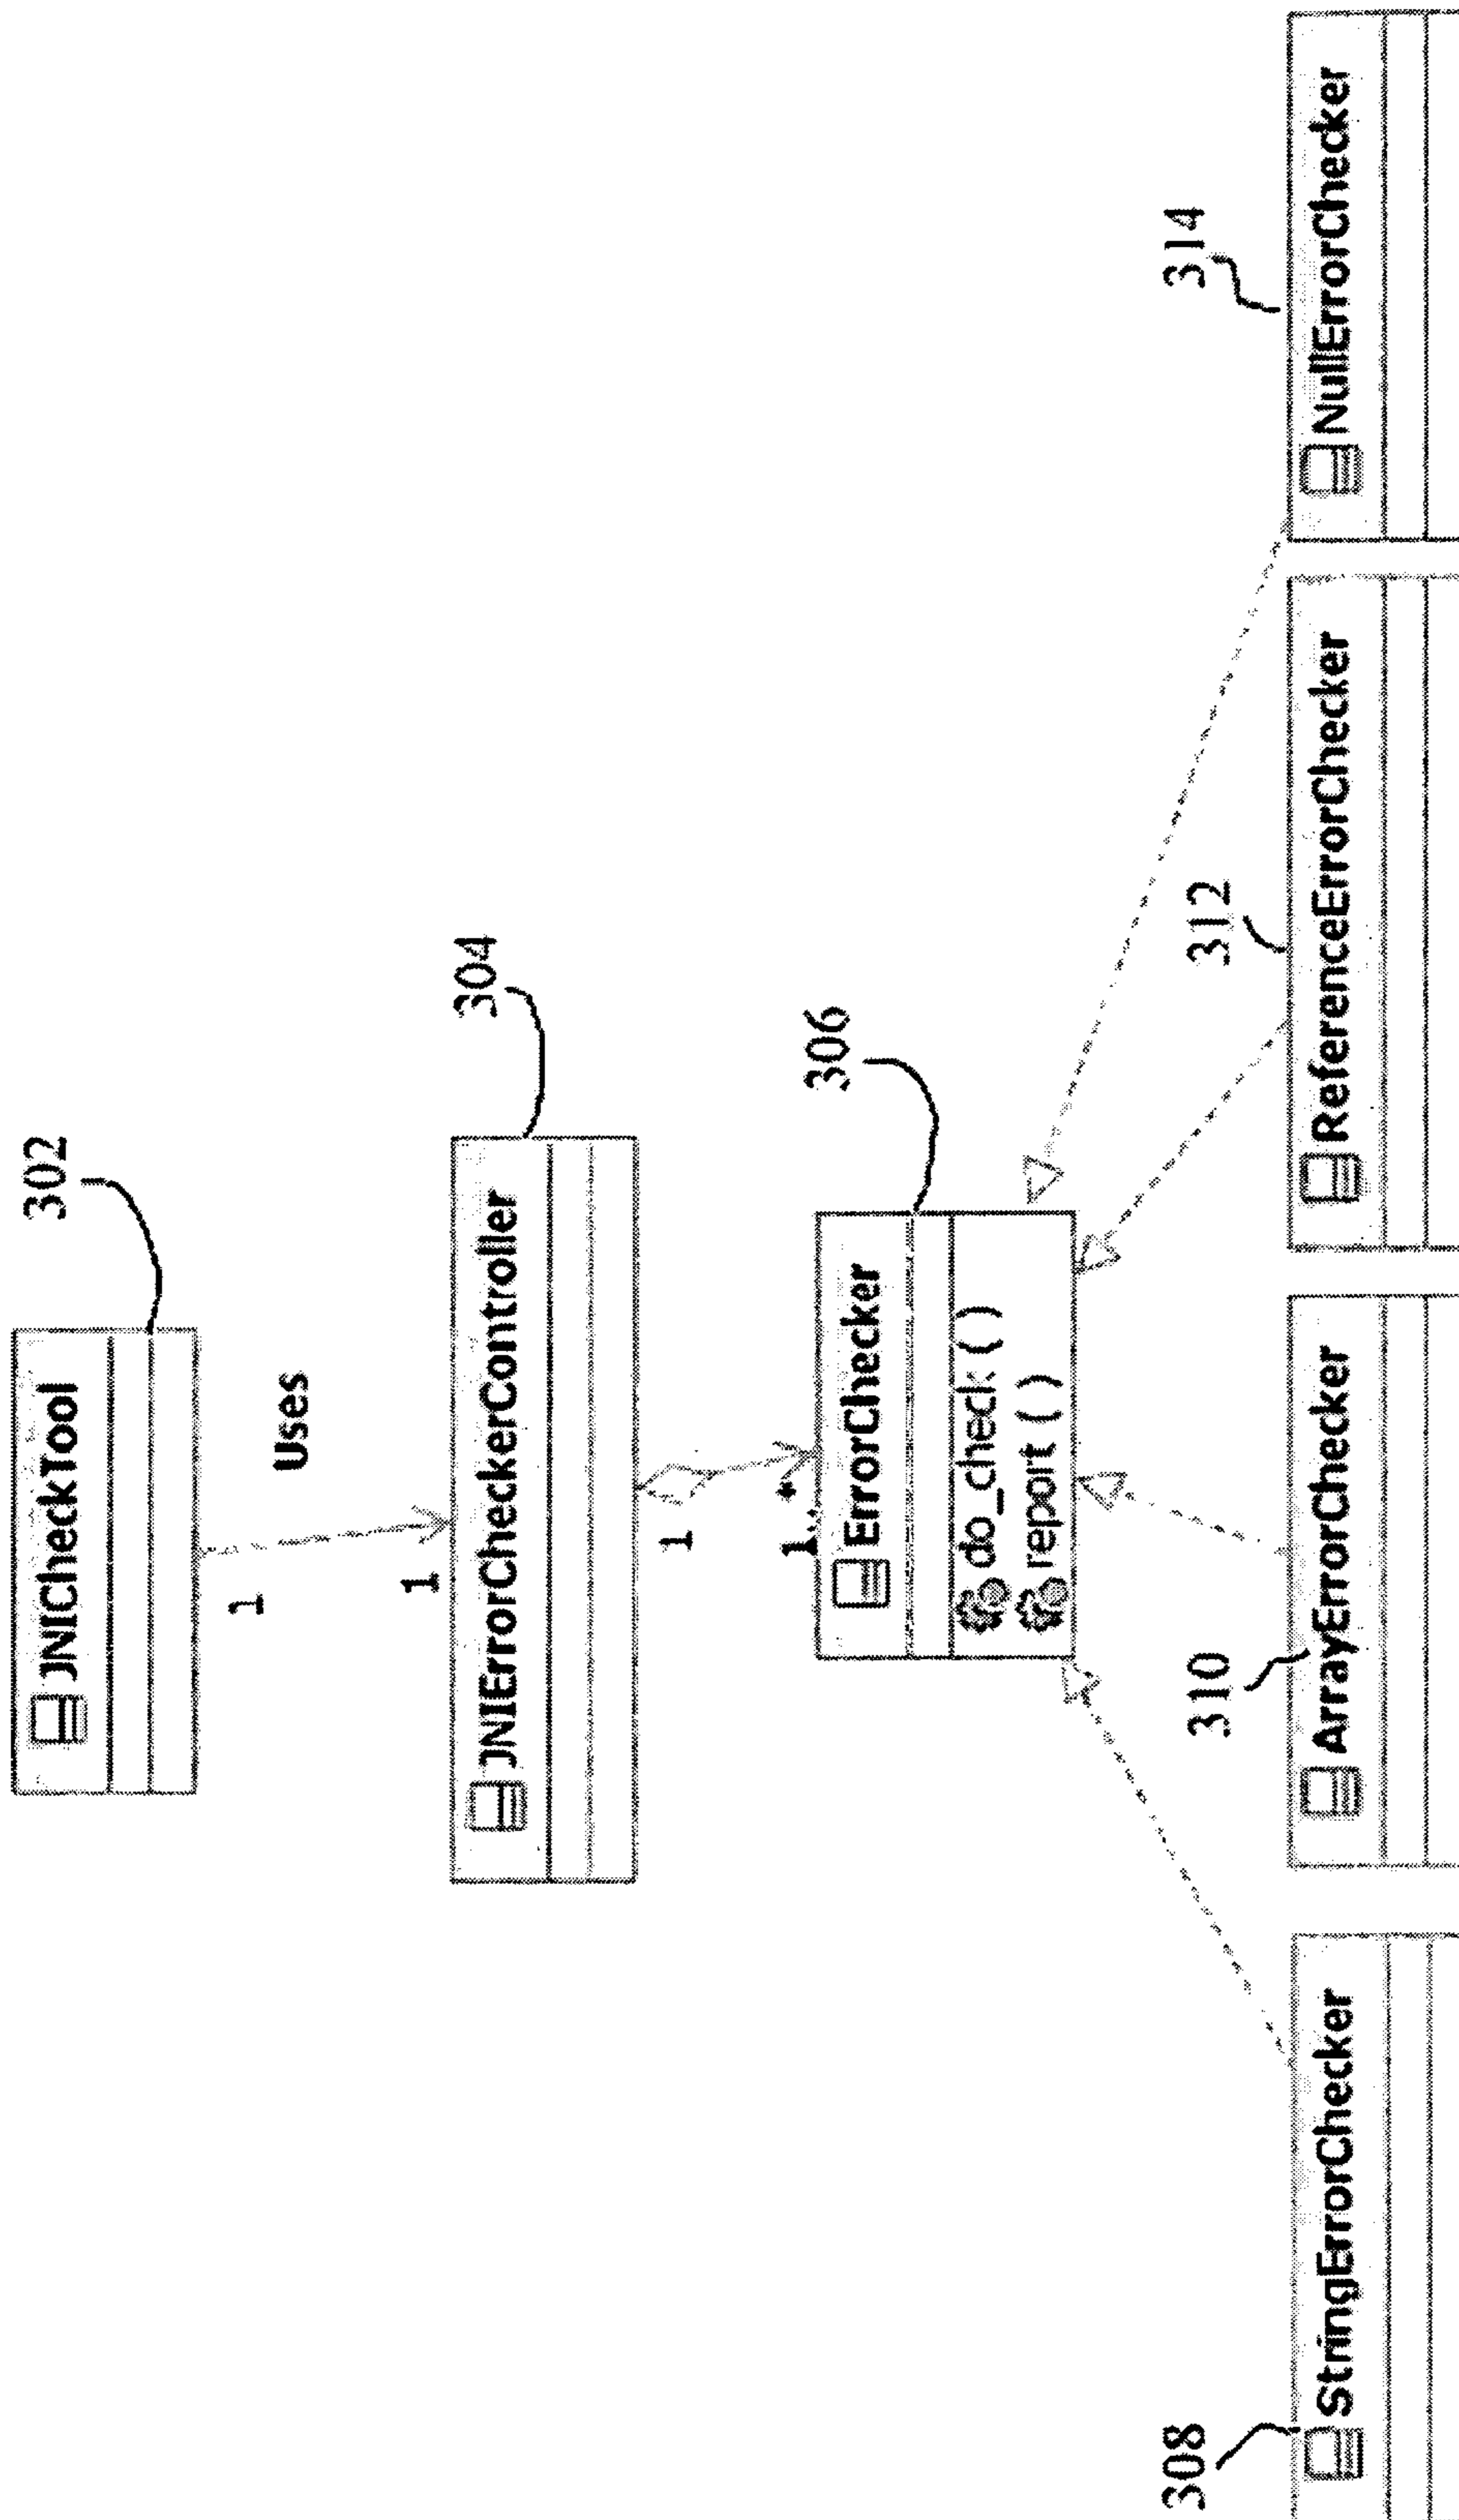 302
JNICheckTool
1
Uses
1
304
JNIErrorCheckerController
1
1..*
306
ErrorChecker
do_check ( )
report ( )
308
310
312
314
StringErrorChecker
ArrayErrorChecker
ReferenceErrorChecker
NullErrorChecker